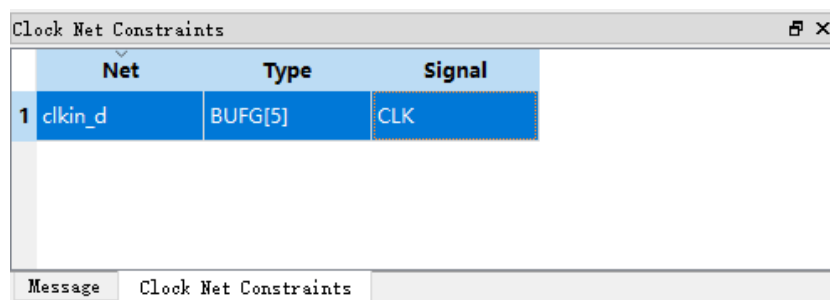 Clock Net Constraints
Net Type Signal
1 clkin_d BUFG[5] CLK
Message Clock Net Constraints